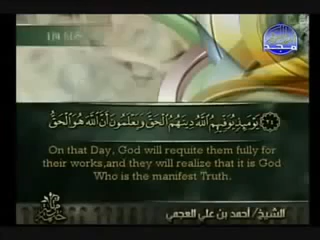 المجد
يَوْمَئِذٍ يُوَفِّيهِمُ اللَّهُ دِينَهُمُ الْحَقَّ وَيَعْلَمُونَ أَنَّ اللَّهَ هُوَ الْحَقُّ
On that Day, God will requite them fully for
their works,and they will realize that it is God
Who is the manifest Truth.
الشيخ/ أحمد بن علي العجمي